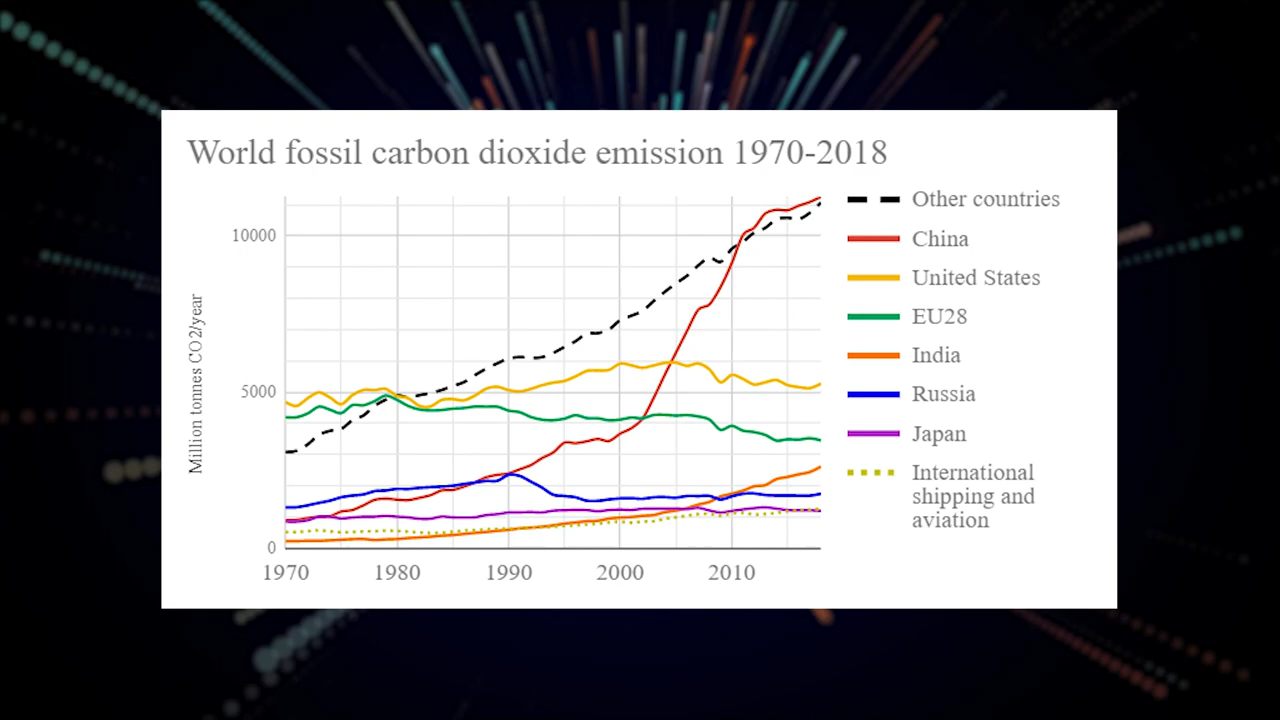 World fossil carbon dioxide emission 1970-2018
Million tonnes CO2/year
10000
5000
0
1970 1980 1990 2000 2010
Other countries
China
United States
EU28
India
Russia
Japan
International
shipping and
aviation